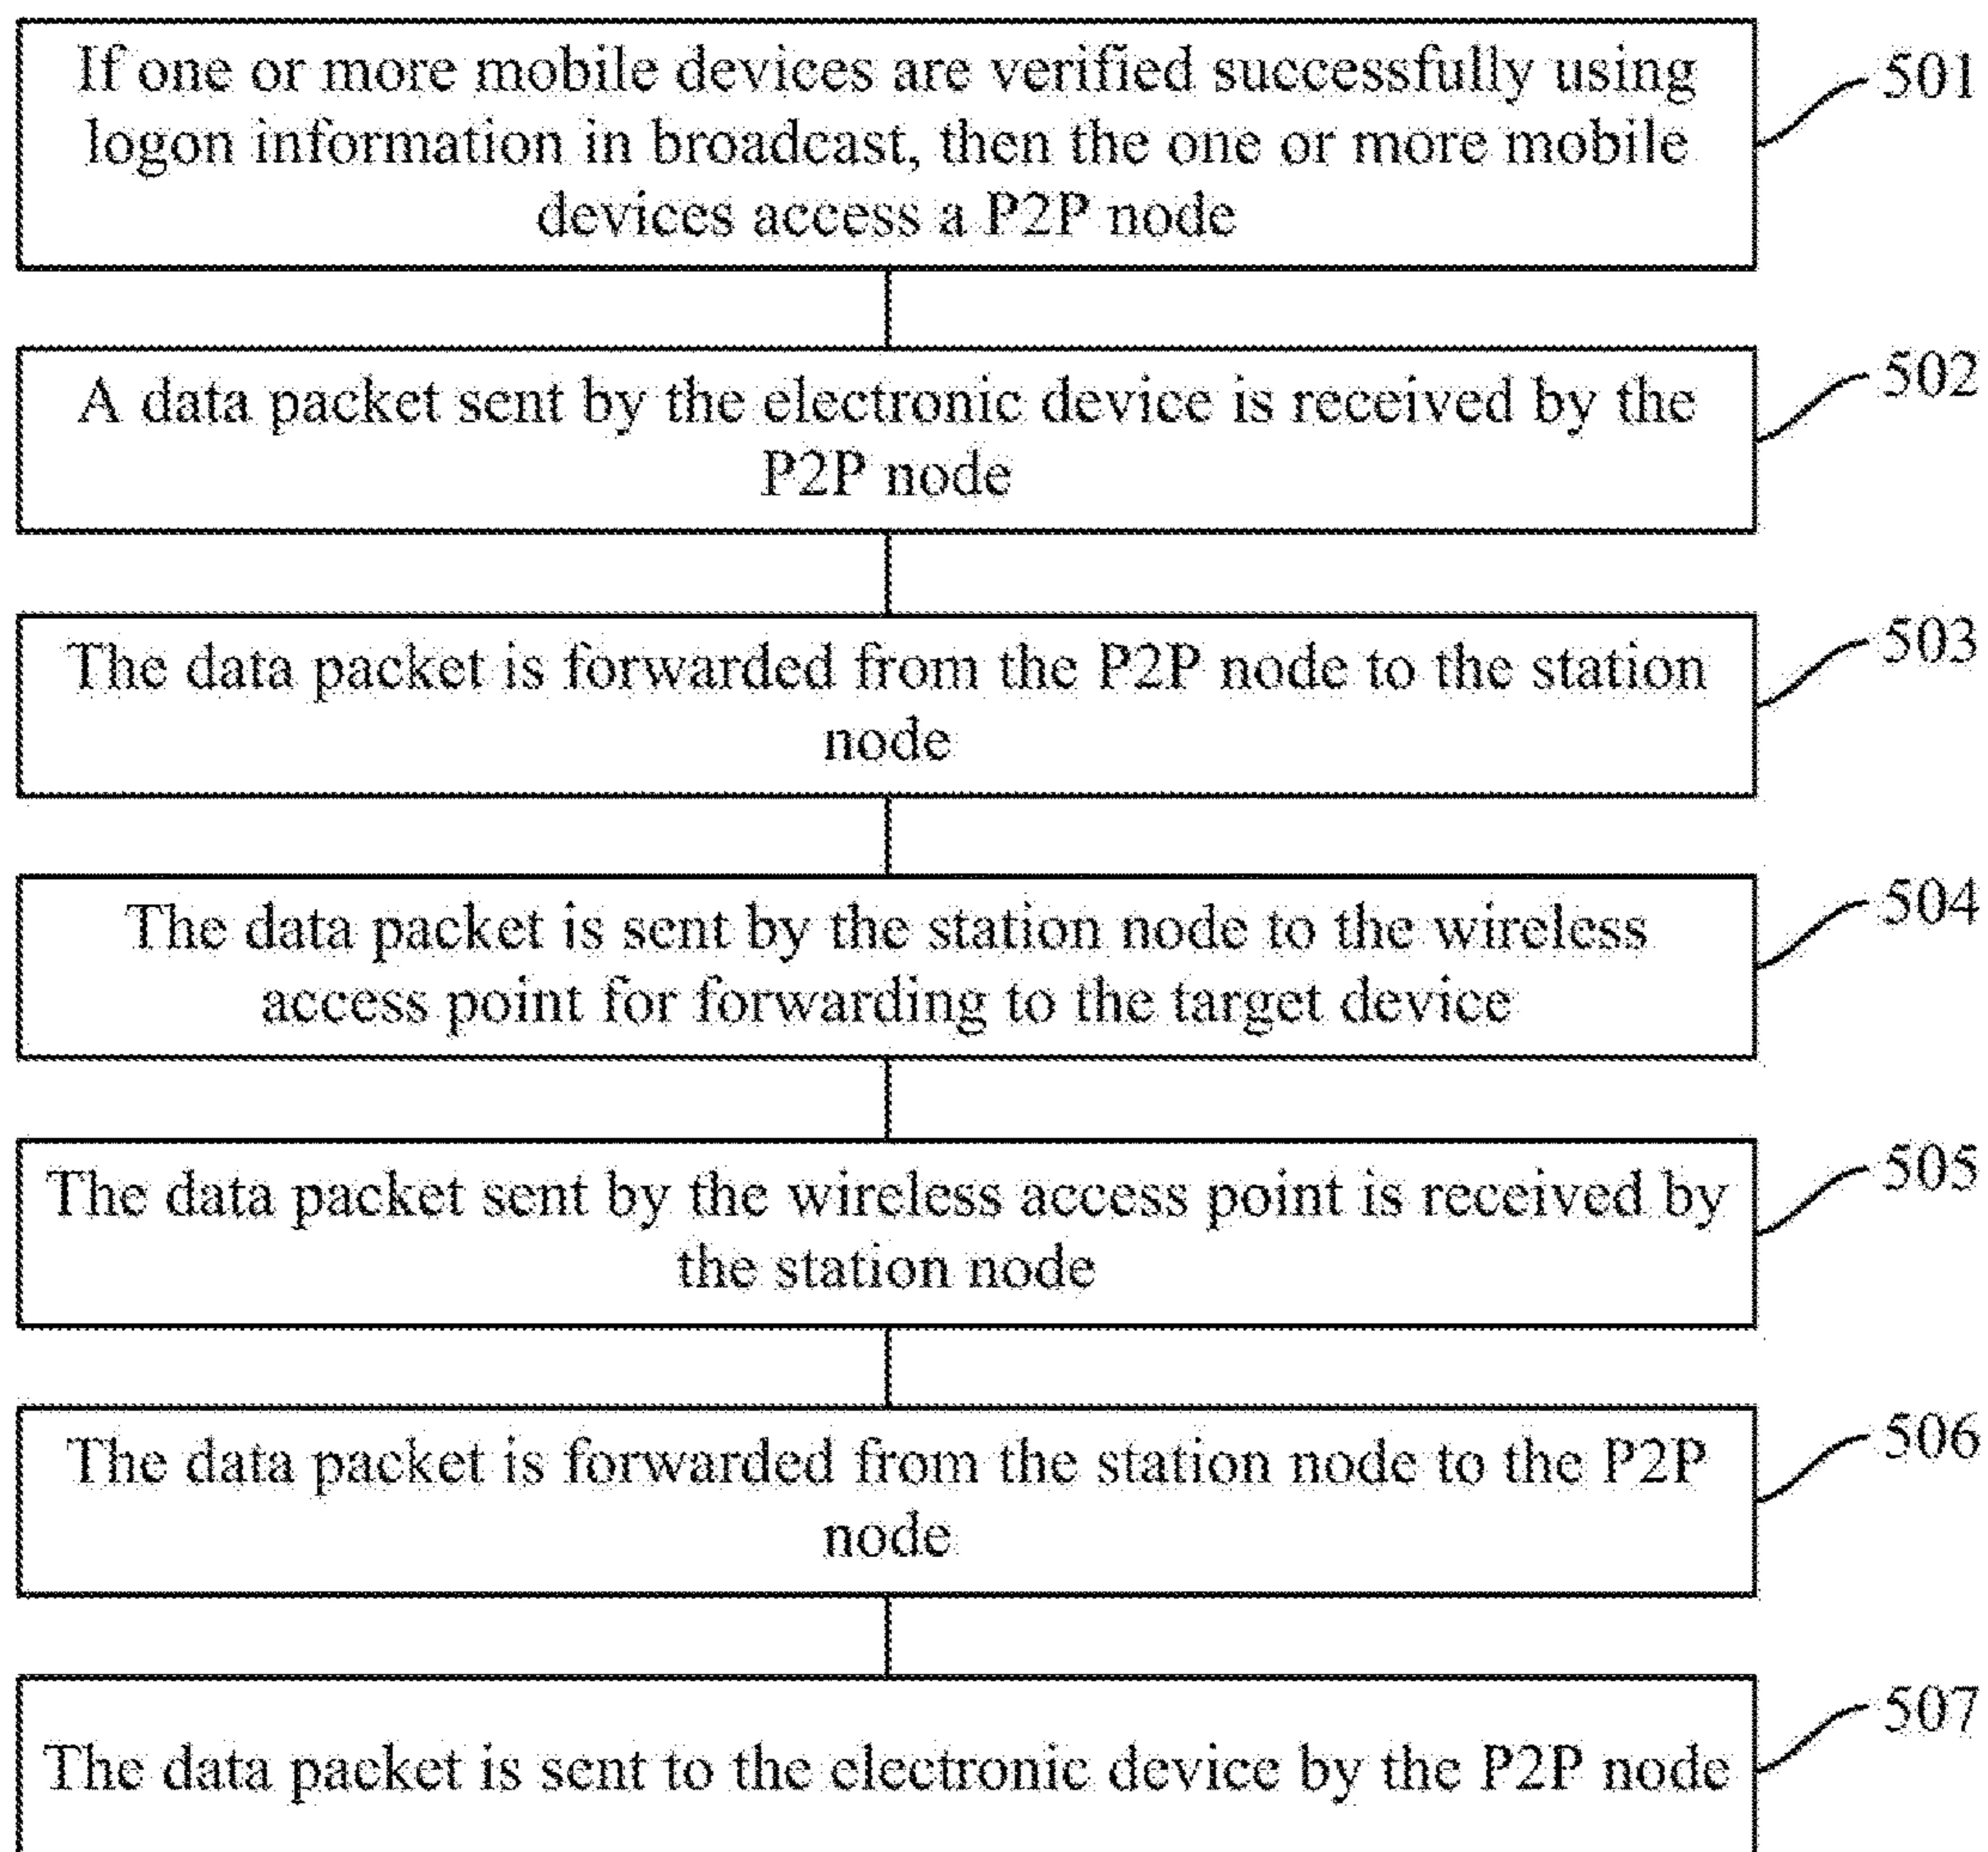 If one or more mobile devices are verified successfully using
logon information in broadcast, then the one or more mobile
devices access a P2P node
501
A data packet sent by the electronic device is received by the
P2P node
502
The data packet is forwarded from the P2P node to the station
node
503
The data packet is sent by the station node to the wireless
access point for forwarding to the target device
504
The data packet sent by the wireless access point is received by
the station node
505
The data packet is forwarded from the station node to the P2P
node
506
The data packet is sent to the electronic device by the P2P node
507